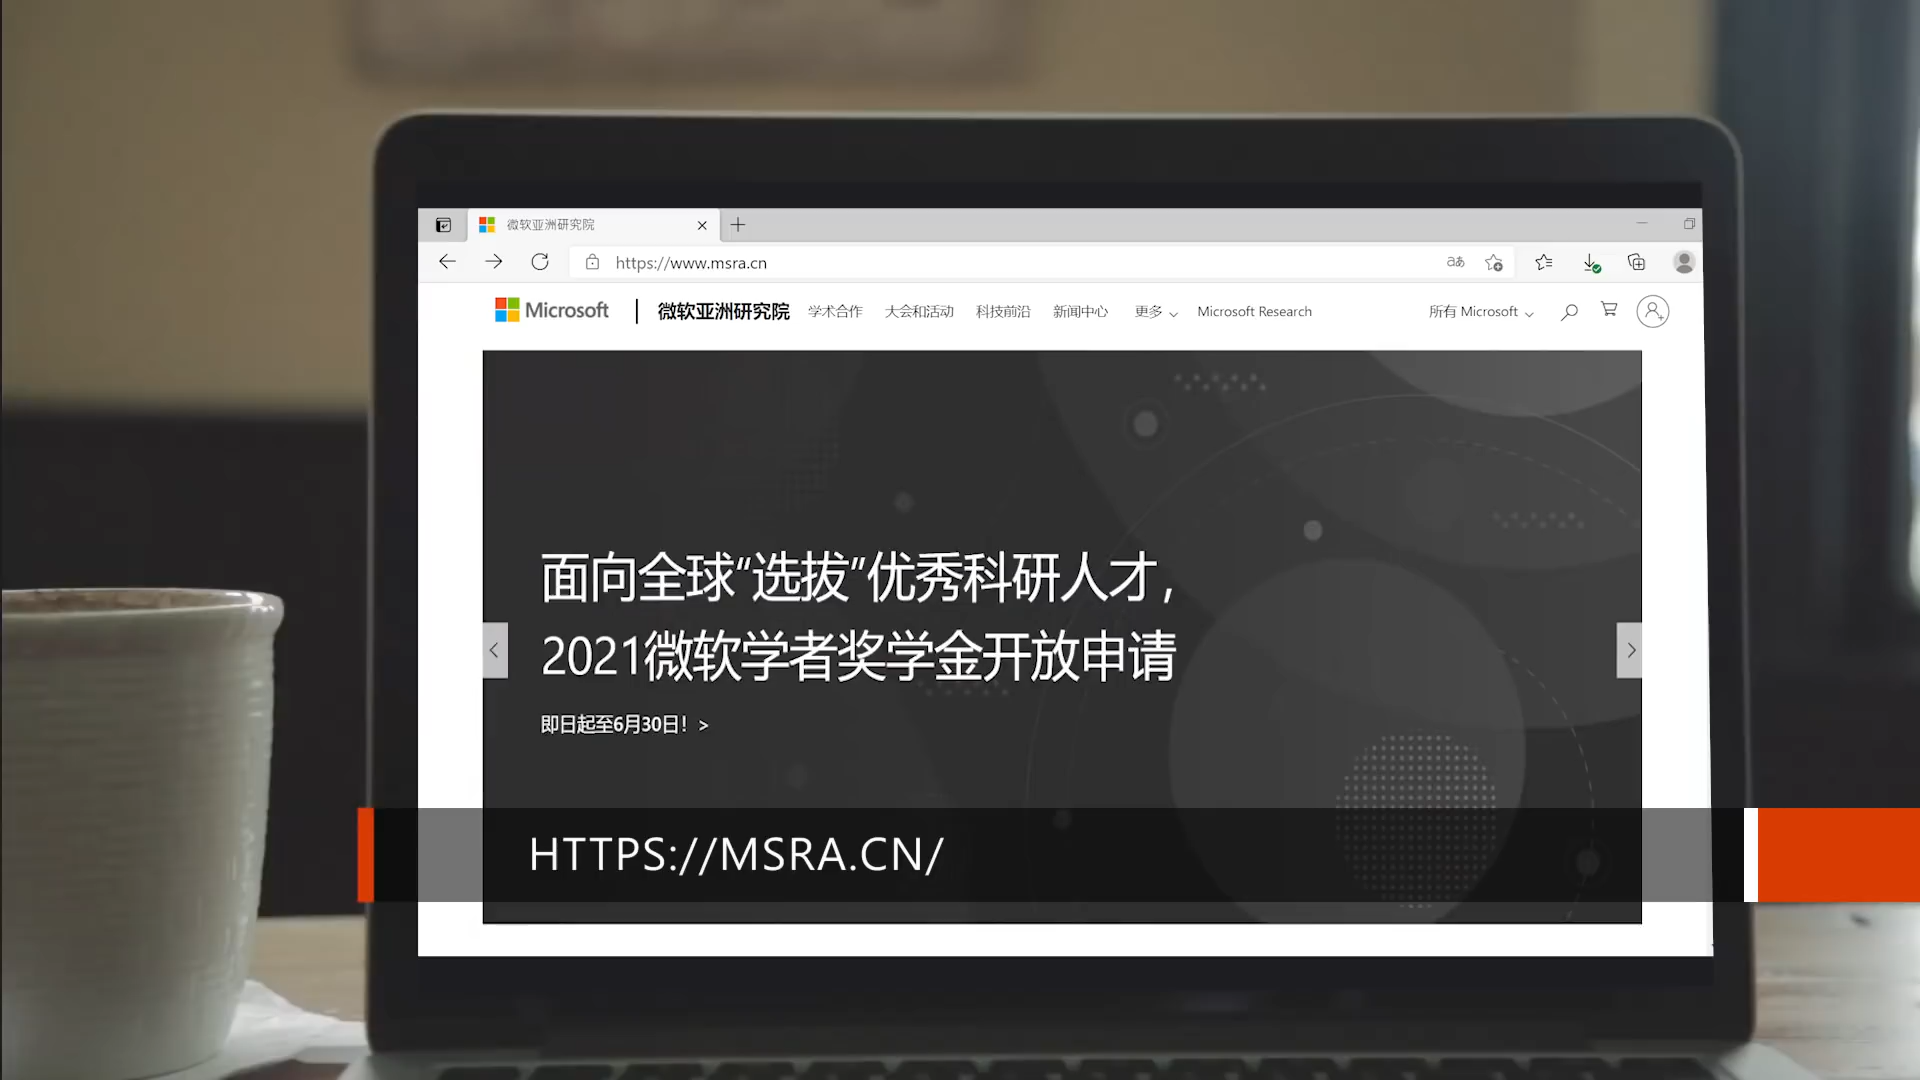 微软亚洲研究院
https://www.msra.cn
aあ
Microsoft
微软亚洲研究院 学术合作 大会和活动 科技前沿 新闻中心 更多 Microsoft Research 所有 Microsoft
面向全球“选拔”优秀科研人才，
2021微软学者奖学金开放申请
即日起至6月30日！ >
HTTPS://MSRA.CN/